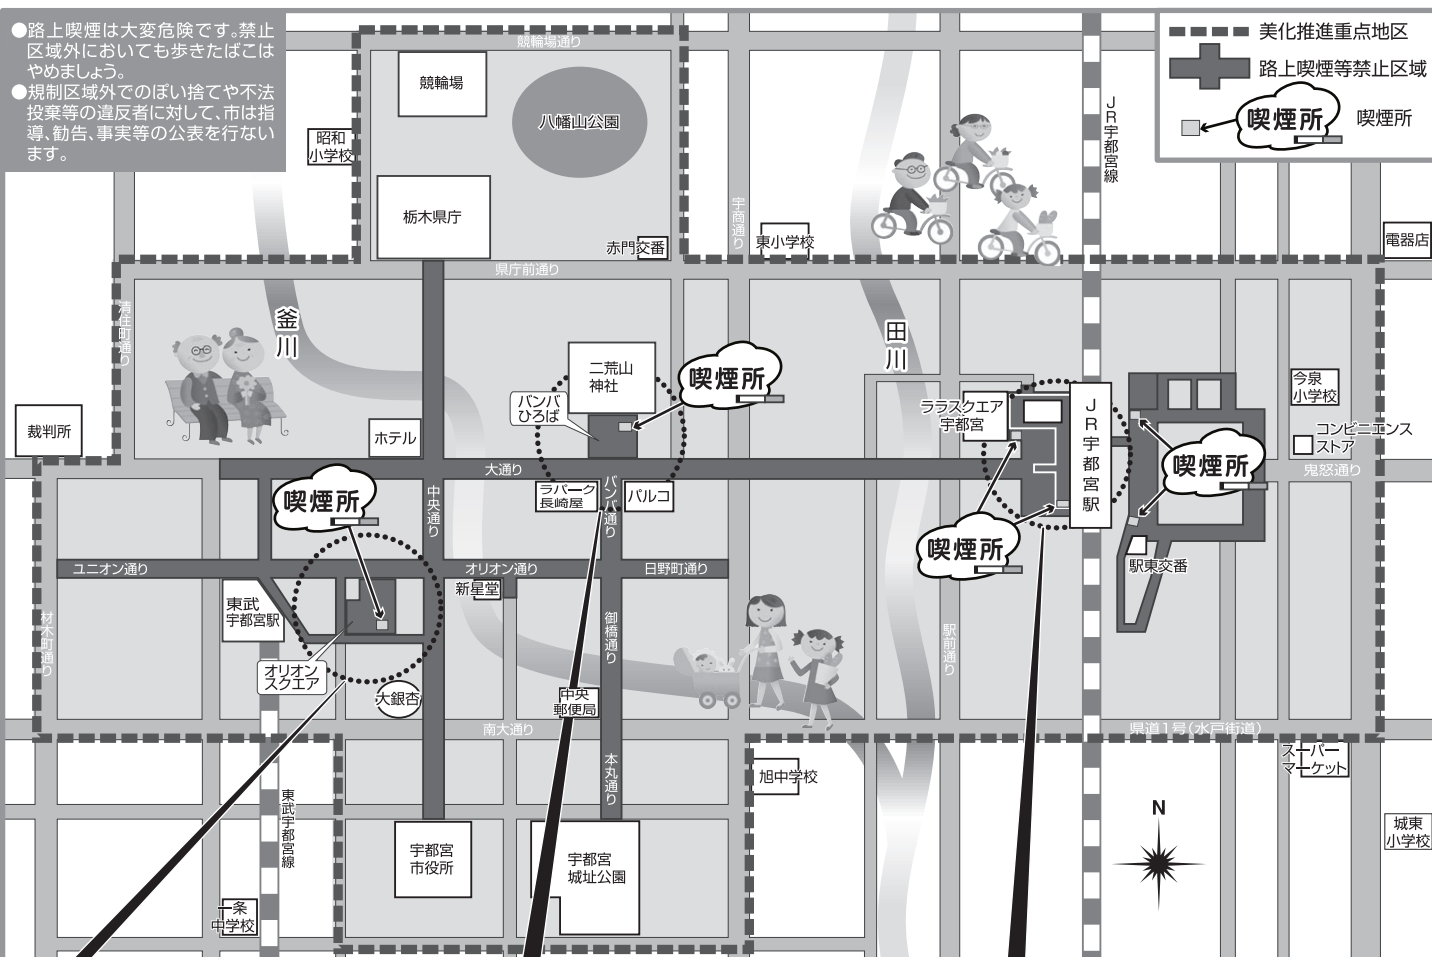 ●路上喫煙は大変危険です。禁止
区域外においても歩きたばこは
やめましょう。
●規制区域外でのぽい捨てや不法
投棄等の違反者に対して、市は指
導、勧告、事実等の公表を行ない
ます。
美化推進重点地区
路上喫煙等禁止区域
喫煙所
喫煙所
競輪場通り
競輪場
八幡山公園
昭和
小学校
栃木県庁
赤門交番
宇商通り
東小学校
JR宇都宮線
電器店
県庁前通り
清住町通り
釜川
田川
二荒山
神社
喫煙所
バンバ
ひろば
ララスクエア
宇都宮
JR宇都宮駅
今泉
小学校
コンビニエンス
ストア
裁判所
ホテル
大通り
鬼怒通り
喫煙所
喫煙所
中央通り
ラパーク
長崎屋
バンバ通り
パルコ
喫煙所
駅東交番
ユニオン通り
オリオン通り
日野町通り
新星堂
東武
宇都宮駅
材木町通り
御橋通り
駅前通り
オリオン
スクエア
大銀杏
中央
郵便局
南大通り
県道1号(水戸街道)
本丸通り
旭中学校
スーパー
マーケット
東武宇都宮線
N
城東
小学校
宇都宮
市役所
宇都宮
城址公園
一条
中学校